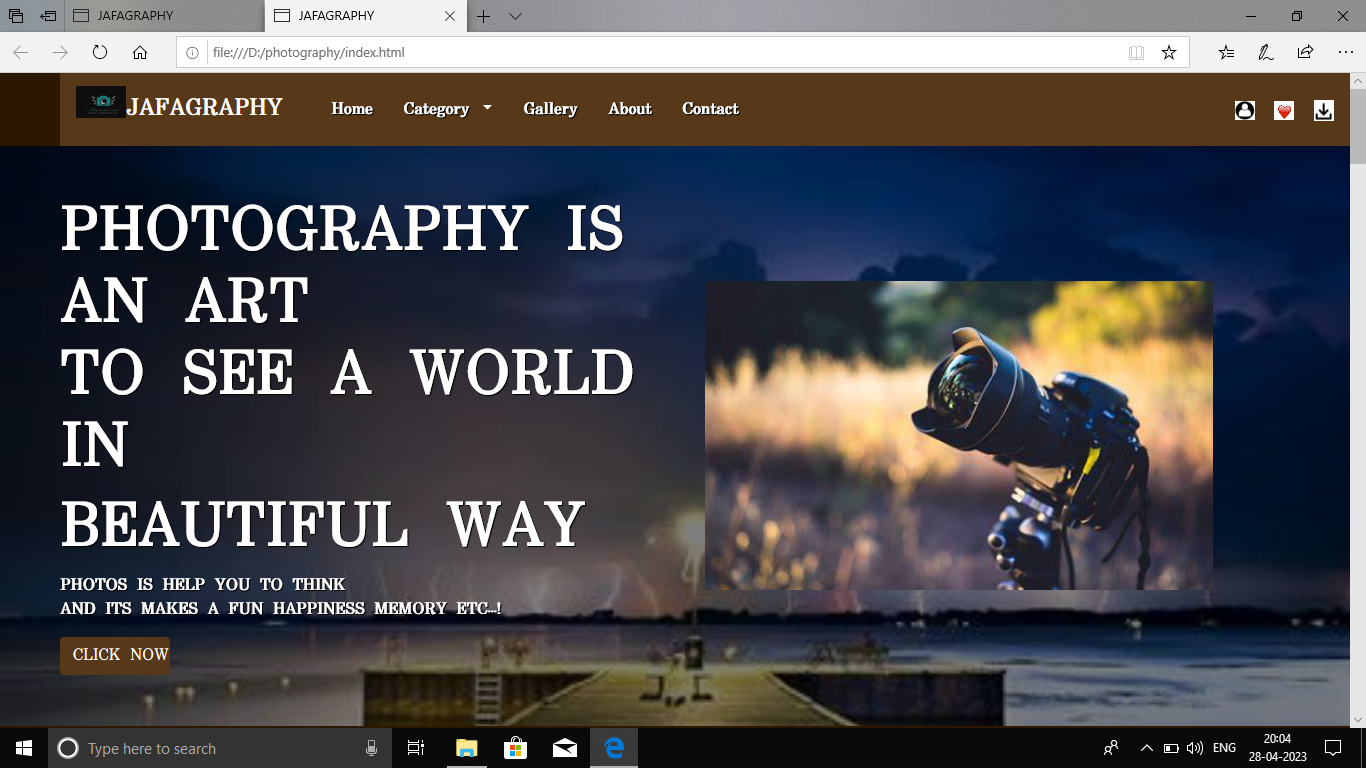 JAFAGRAPHY
JAFAGRAPHY
file:///D:/photography/index.html
JAFAGRAPHY Home Category Gallery About Contact
PHOTOGRAPHY IS
AN ART
TO SEE A WORLD
IN
BEAUTIFUL WAY
PHOTOS IS HELP YOU TO THINK
AND ITS MAKES A FUN HAPPINESS MEMORY ETC--!
CLICK NOW
Type here to search
ENG
20:04
28-04-2023